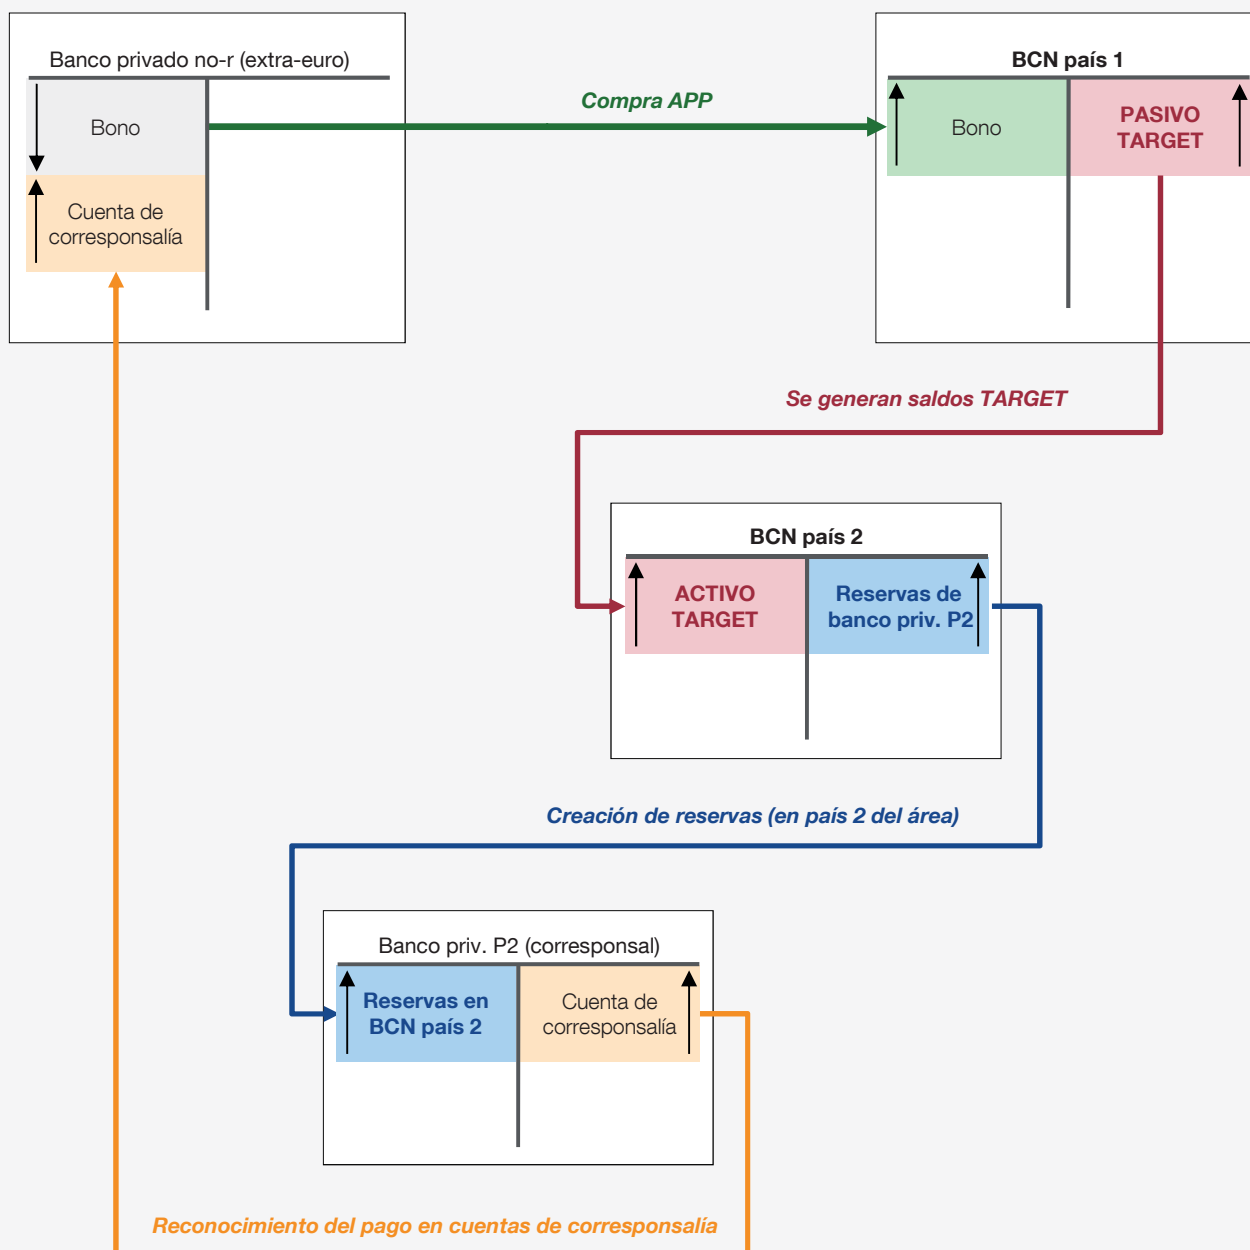 Banco privado no-r (extra-euro)
Bono
Cuenta de
corresponsalía
Compra APP
BCN país 1
Bono
PASIVO
TARGET
Se generan saldos TARGET
BCN país 2
ACTIVO
TARGET
Reservas de
banco priv. P2
Creación de reservas (en país 2 del área)
Banco priv. P2 (corresponsal)
Reservas en
BCN país 2
Cuenta de
corresponsalía
Reconocimiento del pago en cuentas de corresponsalía